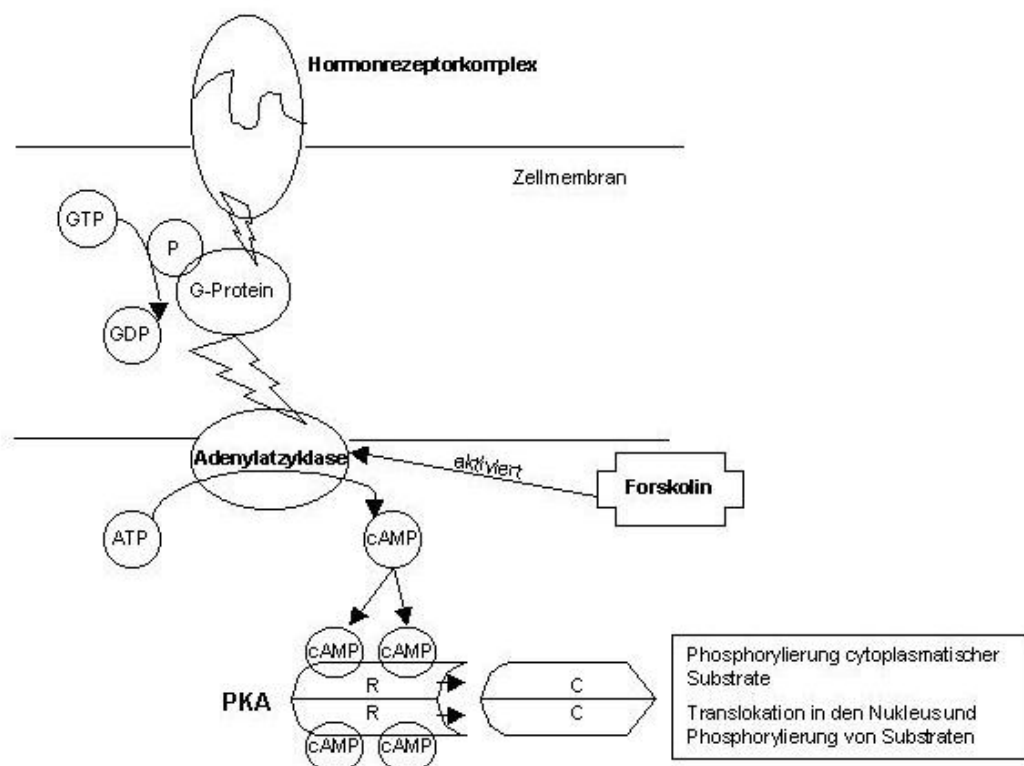 Hormonrezeptorkomplex
Zellmembran
GTP
P
G-Protein
GDP
Adenylatzyklase
aktiviert
Forskolin
ATP
cAMP
cAMP
cAMP
PKA
R
C
R
C
cAMP
cAMP
Phosphorylierung cytoplasmatischer
Substrate
Translokation in den Nukleus und
Phosphorylierung von Substraten